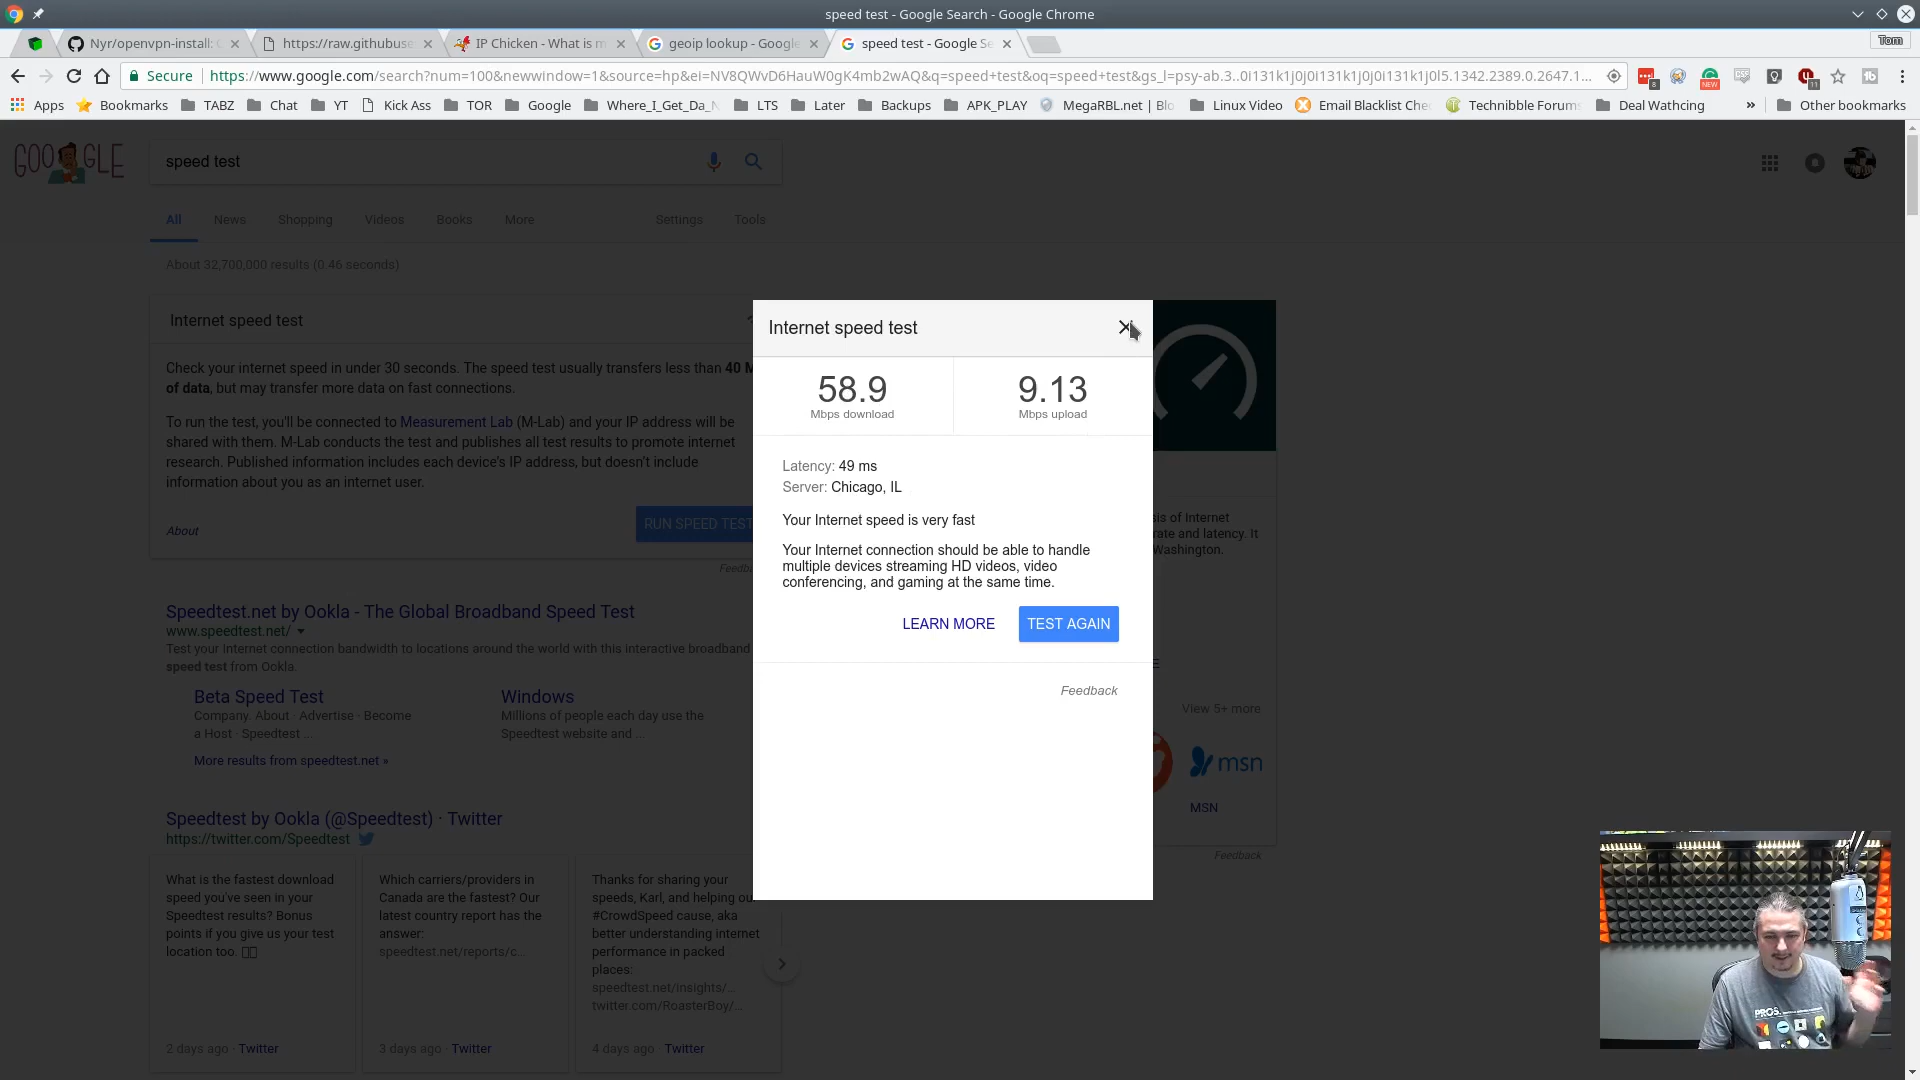 speed test - Google Search - Google Chrome
Nyr/openvpn-install:
https://raw.githubuse
IP Chicken - What is m
geoip lookup - Google
speed test - Google Se
Tom
Secure
https://www.google.com/search?num=100&newwindow=1&source=hp&ei=NV8QWvD6HauW0gK4mb2wAQ&q=speed+test&oq=speed+test&gs_l=psy-ab.3..0i131k1j0j0i131k1j0j0i131k1j0l5.1342.2389.0.2647.1...
8
NEW
11
Apps
Bookmarks
TABZ
Chat
YT
Kick Ass
TOR
Google
Where_I_Get_Da_N
LTS
Later
Backups
APK_PLAY
MegaRBL.net | Blo
Linux Video
Email Blacklist Che
Technibble Forums
Deal Wathcing
»
Other bookmarks
GOOGLE
speed test
All
News
Shopping
Videos
Books
More
Settings
Tools
About 32,700,000 results (0.46 seconds)
Internet speed test
Check your internet speed in under 30 seconds. The speed test usually transfers less than 40 M
of data, but may transfer more data on fast connections.
To run the test, you'll be connected to Measurement Lab (M-Lab) and your IP address will be
shared with them. M-Lab conducts the test and publishes all test results to promote internet
research. Published information includes each device's IP address, but doesn't include
information about you as an internet user.
About
RUN SPEED TEST
Feedba
Internet speed test
58.9
Mbps download
9.13
Mbps upload
Latency: 49 ms
Server: Chicago, IL
Your Internet speed is very fast
Your Internet connection should be able to handle
multiple devices streaming HD videos, video
conferencing, and gaming at the same time.
LEARN MORE
TEST AGAIN
Feedback
sis of Internet
rate and latency. It
Washington.
E
View 5+ more
msn
MSN
Feedback
Speedtest.net by Ookla - The Global Broadband Speed Test
www.speedtest.net/
Test your Internet connection bandwidth to locations around the world with this interactive broadband
speed test from Ookla.
Beta Speed Test
Company. About · Advertise · Become
a Host · Speedtest ...
Windows
Millions of people each day use the
Speedtest website and ...
More results from speedtest.net »
Speedtest by Ookla (@Speedtest) · Twitter
https://twitter.com/Speedtest
What is the fastest download
speed you've seen in your
Speedtest results? Bonus
points if you give us your test
location too.
2 days ago · Twitter
Which carriers/providers in
Canada are the fastest? Our
latest country report has the
answer:
speedtest.net/reports/c...
3 days ago · Twitter
Thanks for sharing your
speeds, Karl, and helping ou
#CrowdSpeed cause, aka
better understanding internet
performance in packed
places:
speedtest.net/insights/...
twitter.com/RoasterBoy/...
4 days ago · Twitter
PROS.